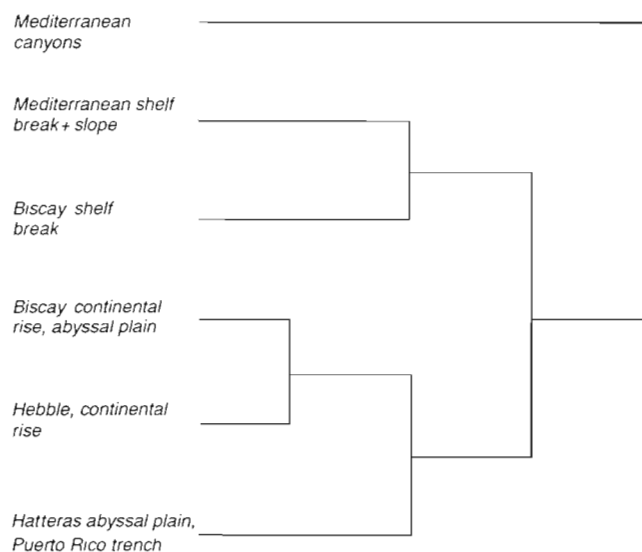 Mediterranean
canyons
Mediterranean shelf
break + slope
Biscay shelf
break
Biscay continental
rise, abyssal plain
Hebble, continental
rise
Hatteras abyssal plain,
Puerto Rico trench